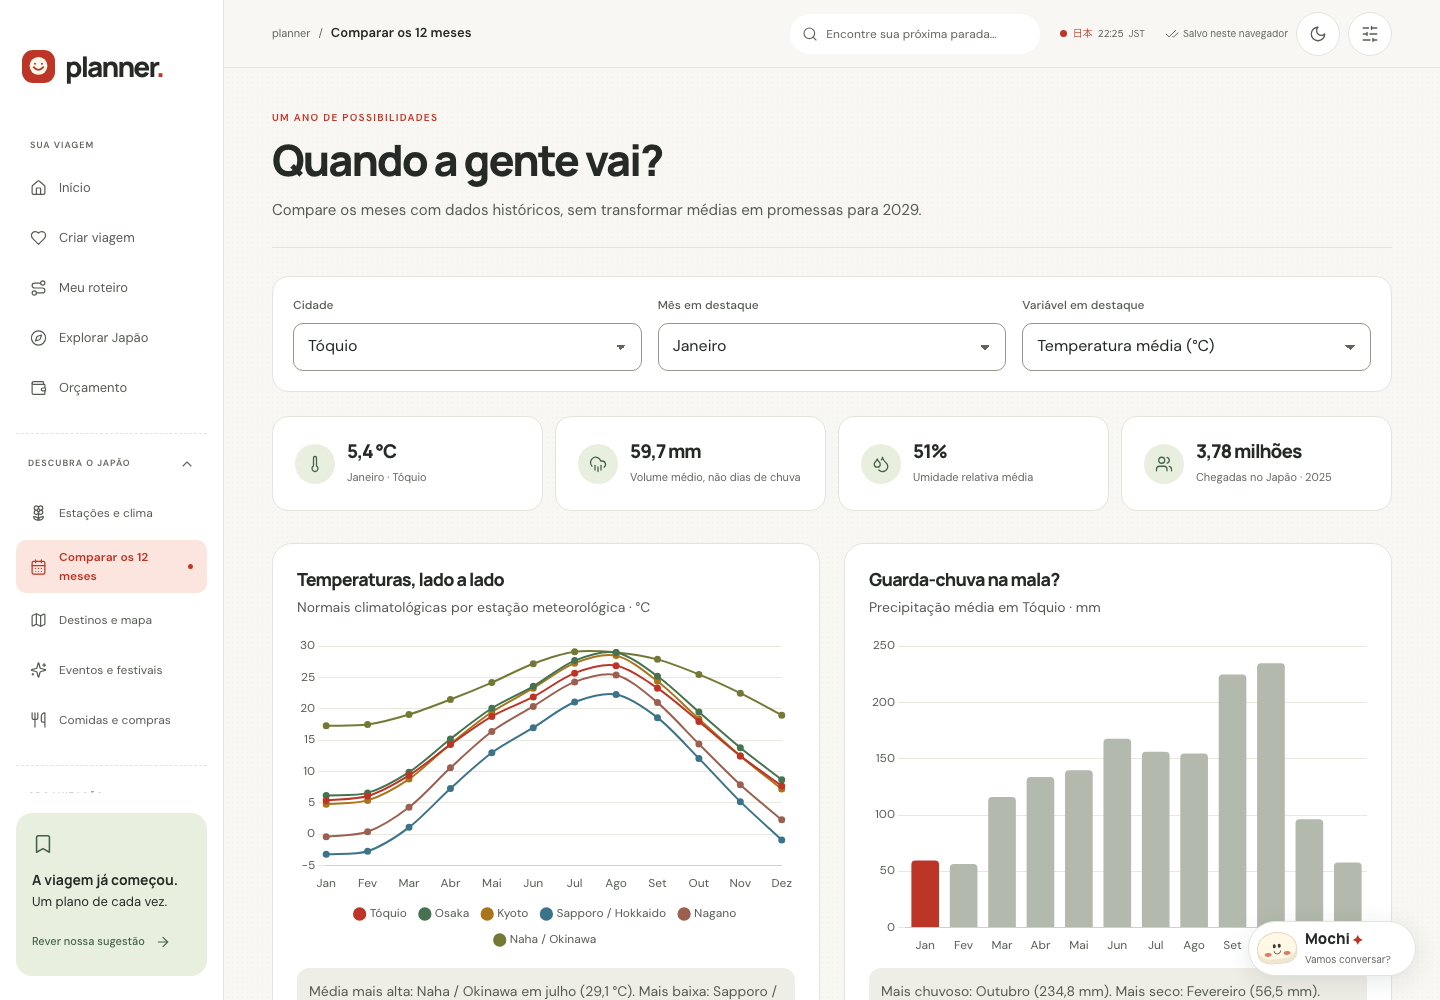 planner.
SUA VIAGEM
Início
Criar viagem
Meu roteiro
Explorar Japão
Orçamento
DESCUBRA O JAPÃO
Estações e clima
Comparar os 12
meses
Destinos e mapa
Eventos e festivais
Comidas e compras
A viagem já começou.
Um plano de cada vez.
Rever nossa sugestão
planner / Comparar os 12 meses
Encontre sua próxima parada...
日本 22:25 JST
Salvo neste navegador
UM ANO DE POSSIBILIDADES
Quando a gente vai?
Compare os meses com dados históricos, sem transformar médias em promessas para 2029.
Cidade
Tóquio
Mês em destaque
Janeiro
Variável em destaque
Temperatura média (°C)
5,4 °C
Janeiro · Tóquio
59,7 mm
Volume médio, não dias de chuva
51%
Umidade relativa média
3,78 milhões
Chegadas no Japão · 2025
Temperaturas, lado a lado
Normais climatológicas por estação meteorológica · °C
30
25
20
15
10
5
0
-5
Jan Fev Mar Abr Mai Jun Jul Ago Set Out Nov Dez
Tóquio Osaka Kyoto Sapporo / Hokkaido Nagano
Naha / Okinawa
Média mais alta: Naha / Okinawa em julho (29,1 °C). Mais baixa: Sapporo /
Guarda-chuva na mala?
Precipitação média em Tóquio · mm
250
200
150
100
50
0
Jan Fev Mar Abr Mai Jun Jul Ago Set
Mais chuvoso: Outubro (234,8 mm). Mais seco: Fevereiro (56,5 mm).
Mochi
Vamos conversar?